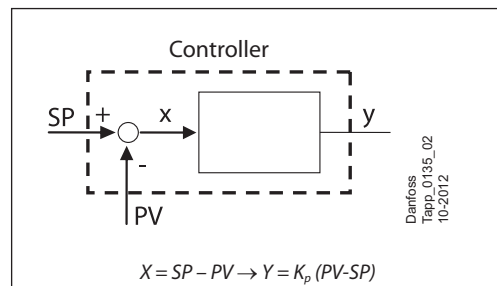 Controller
SP
+
x
y
-
PV
Danfoss
Tapp_0135_02
10-2012
X = SP – PV → Y = Kp (PV-SP)